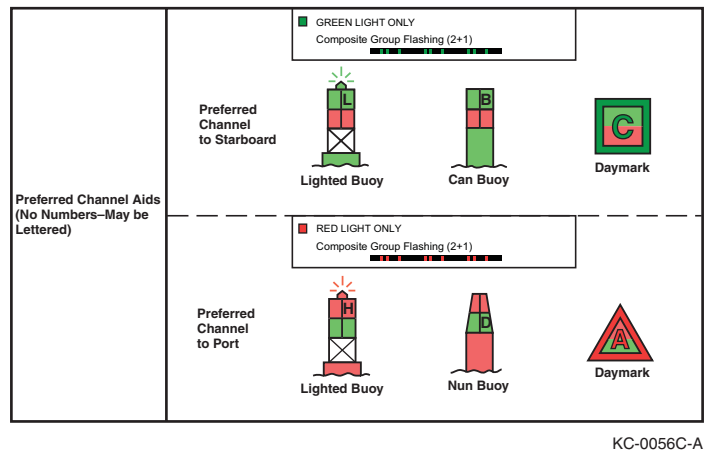 GREEN LIGHT ONLY
Composite Group Flashing (2+1)
L
B
C
Preferred
Channel
to Starboard
Lighted Buoy
Can Buoy
Daymark
Preferred Channel Aids
(No Numbers–May be
Lettered)
RED LIGHT ONLY
Composite Group Flashing (2+1)
H
D
A
Preferred
Channel
to Port
Lighted Buoy
Nun Buoy
Daymark
KC-0056C-A